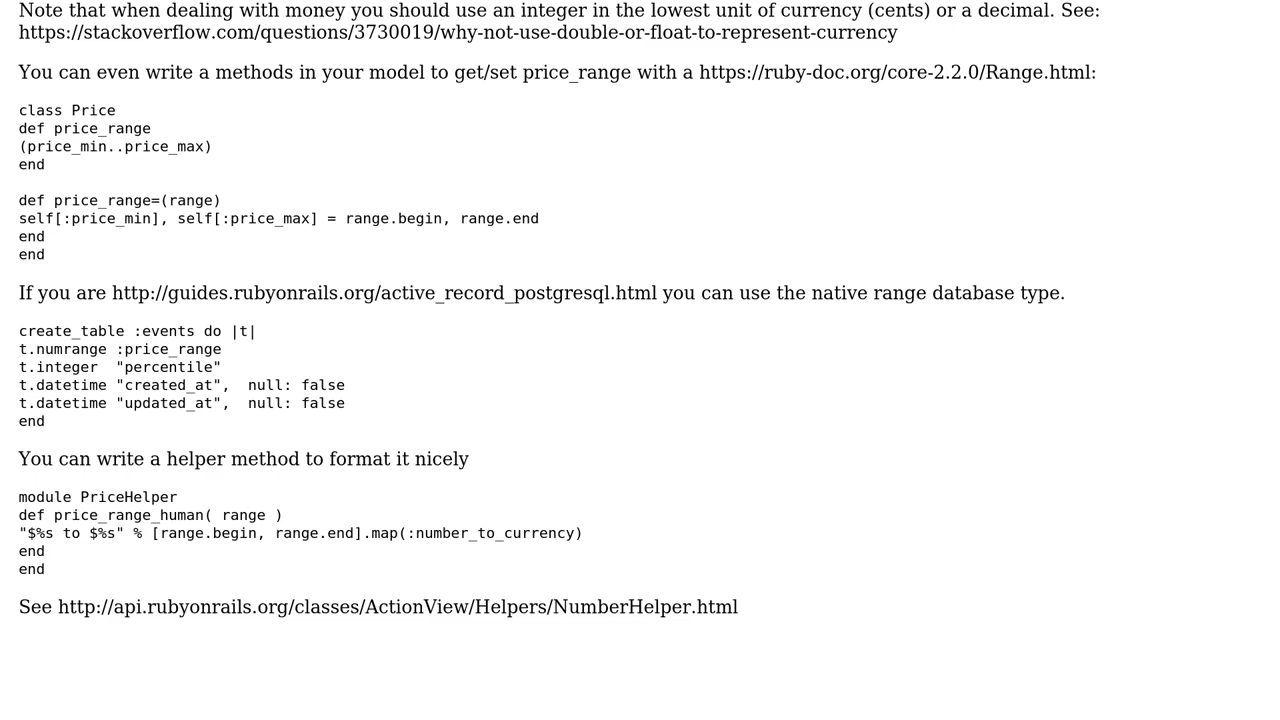 Note that when dealing with money you should use an integer in the lowest unit of currency (cents) or a decimal. See:
https://stackoverflow.com/questions/3730019/why-not-use-double-or-float-to-represent-currency
You can even write a methods in your model to get/set price_range with a https://ruby-doc.org/core-2.2.0/Range.html:
class Price
def price_range
(price_min..price_max)
end
def price_range=(range)
self[:price_min], self[:price_max] = range.begin, range.end
end
end
If you are http://guides.rubyonrails.org/active_record_postgresql.html you can use the native range database type.
create_table :events do |t|
t.numrange :price_range
t.integer  "percentile"
t.datetime "created_at",  null: false
t.datetime "updated_at",  null: false
end
You can write a helper method to format it nicely
module PriceHelper
def price_range_human( range )
"$%s to $%s" % [range.begin, range.end].map(:number_to_currency)
end
end
See http://api.rubyonrails.org/classes/ActionView/Helpers/NumberHelper.html